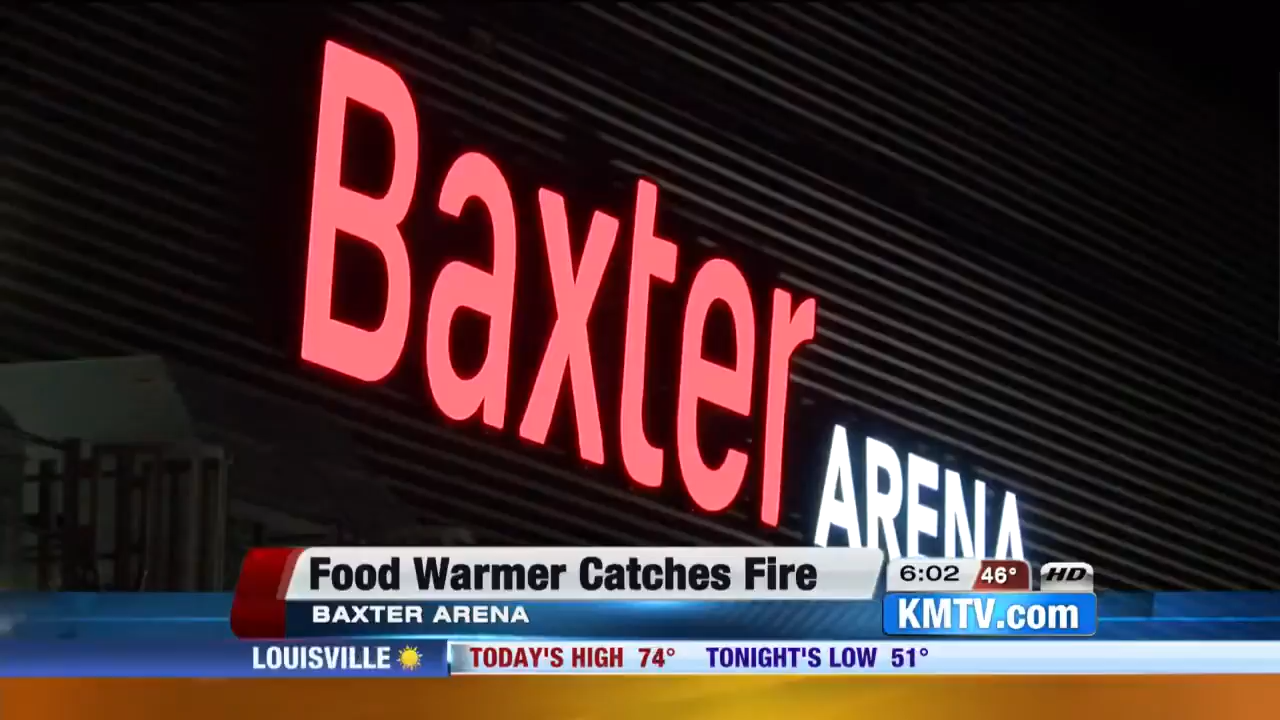 Baxter
ARENA
Food Warmer Catches Fire
BAXTER ARENA
6:02 46° HD
KMTV.com
LOUISVILLE TODAY'S HIGH 74° TONIGHT'S LOW 51°